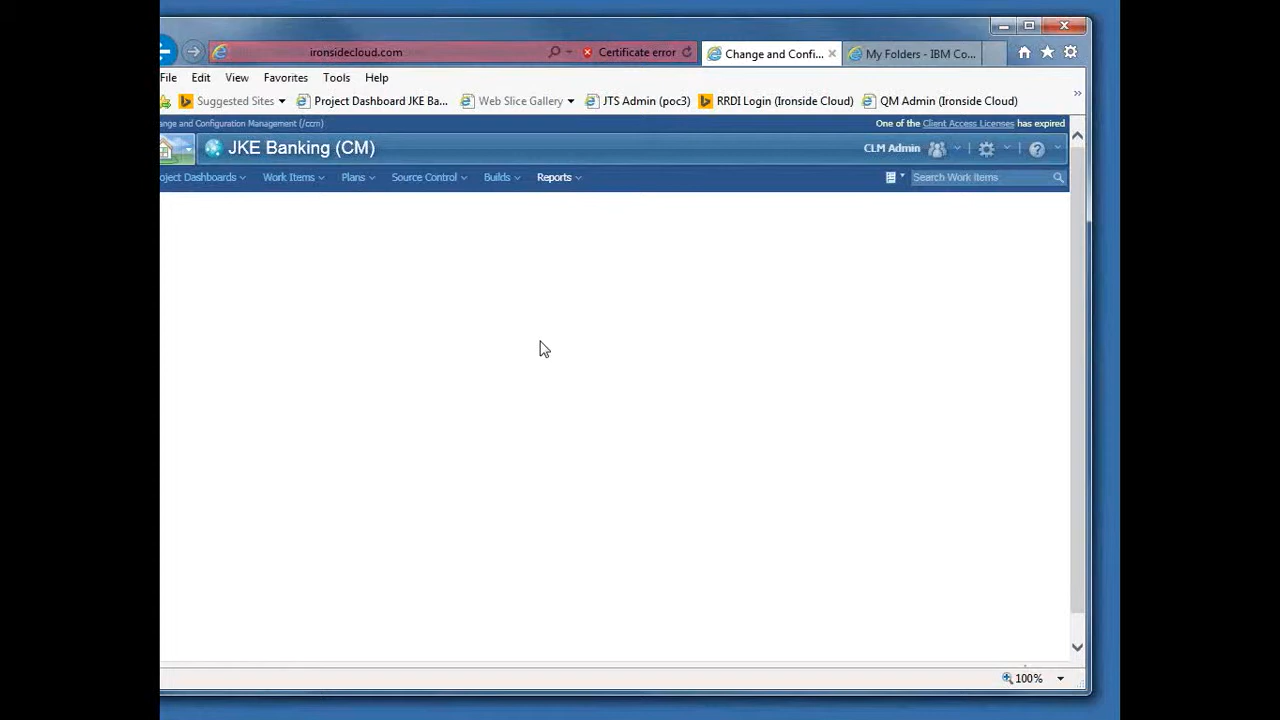 ironsidecloud.com
Certificate error
Change and Confi...
My Folders - IBM Co...
File Edit View Favorites Tools Help
Suggested Sites
Project Dashboard JKE Ba...
Web Slice Gallery
JTS Admin (poc3)
RRDI Login (Ironside Cloud)
QM Admin (Ironside Cloud)
ange and Configuration Management (/ccm)
One of the Client Access Licenses has expired
JKE Banking (CM)
CLM Admin
oject Dashboards
Work Items
Plans
Source Control
Builds
Reports
Search Work Items
100%